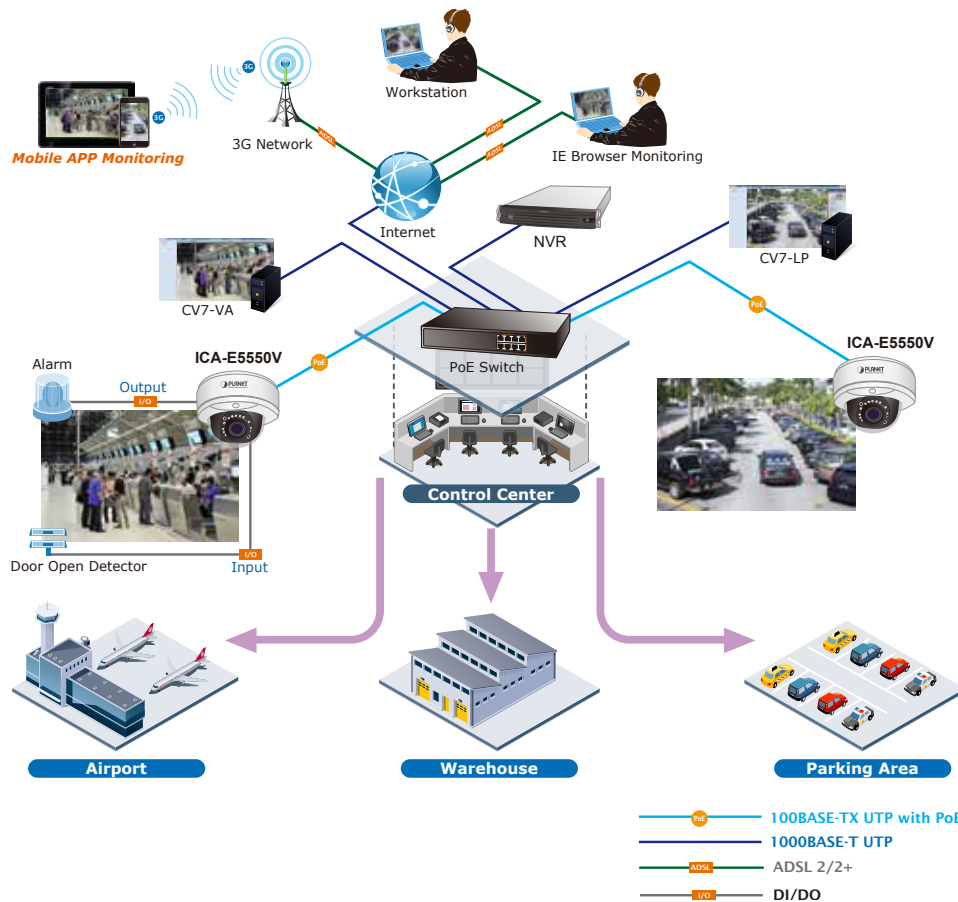 3G
3G
Mobile APP Monitoring
3G Network
ADSL
Workstation
ADSL
ADSL
IE Browser Monitoring
Internet
NVR
CV7-VA
CV7-LP
PoE
PoE
PoE Switch
ICA-E5550V
PLANET
ICA-E5550V
PLANET
Alarm
Output
I/O
Door Open Detector
I/O
Input
Control Center
Airport
Warehouse
Parking Area
PoE 100BASE-TX UTP with PoE
1000BASE-T UTP
ADSL ADSL 2/2+
I/O DI/DO